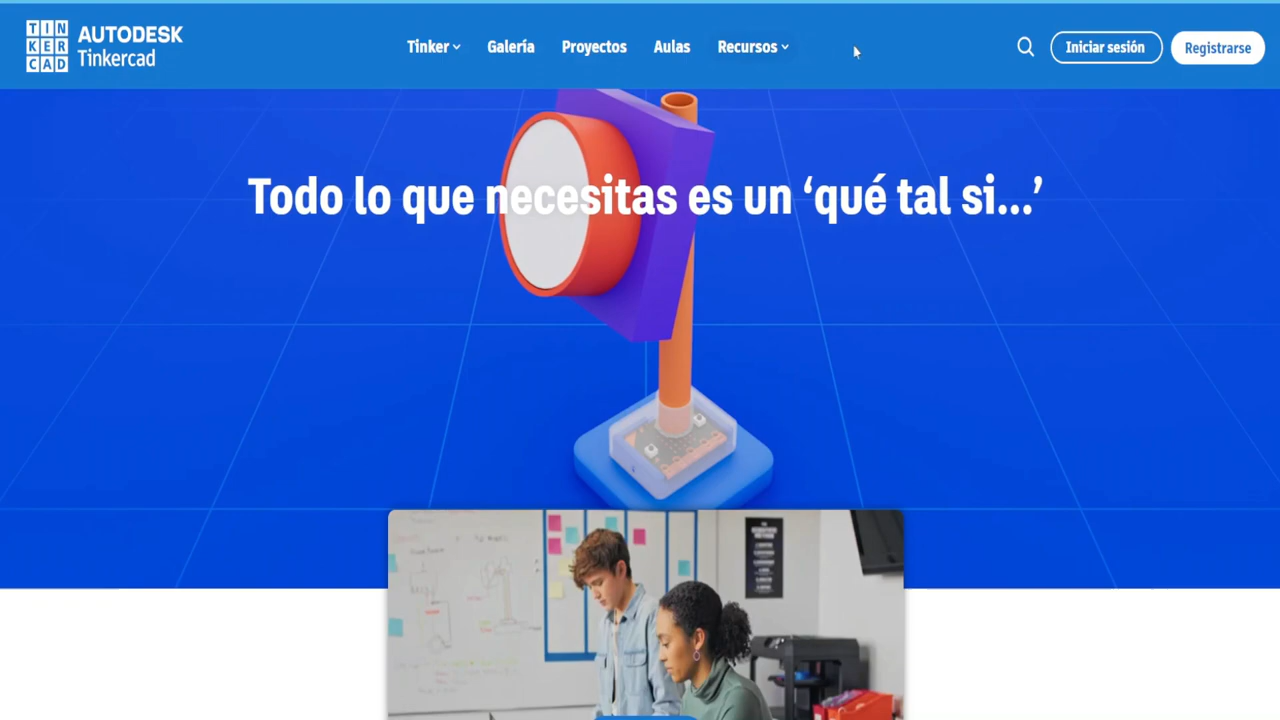 TIN
KER
CAD
AUTODESK
Tinkercad
Tinker
Galería
Proyectos
Aulas
Recursos
Iniciar sesión
Registrarse
Todo lo que necesitas es un ‘qué tal si...’